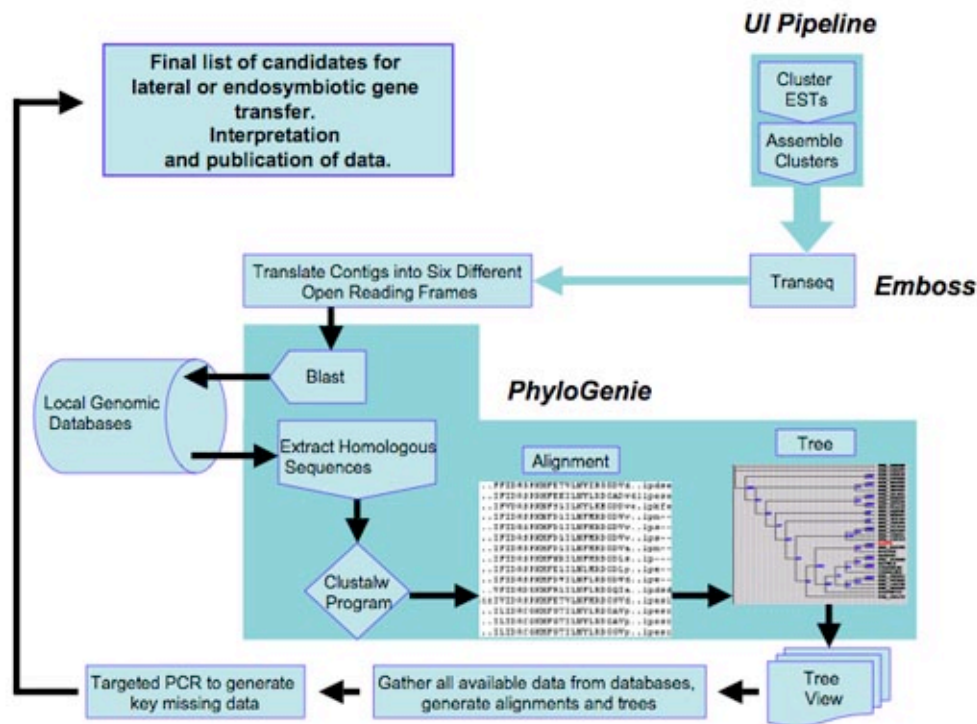 UI Pipeline
Cluster
ESTs
Assemble
Clusters
Final list of candidates for
lateral or endosymbiotic gene
transfer.
Interpretation
and publication of data.
Translate Contigs into Six Different
Open Reading Frames
Transeq
Emboss
Blast
PhyloGenie
Local Genomic
Databases
Extract Homologous
Sequences
Alignment
Tree
Clustalw
Program
Targeted PCR to generate
key missing data
Gather all available data from databases,
generate alignments and trees
Tree
View